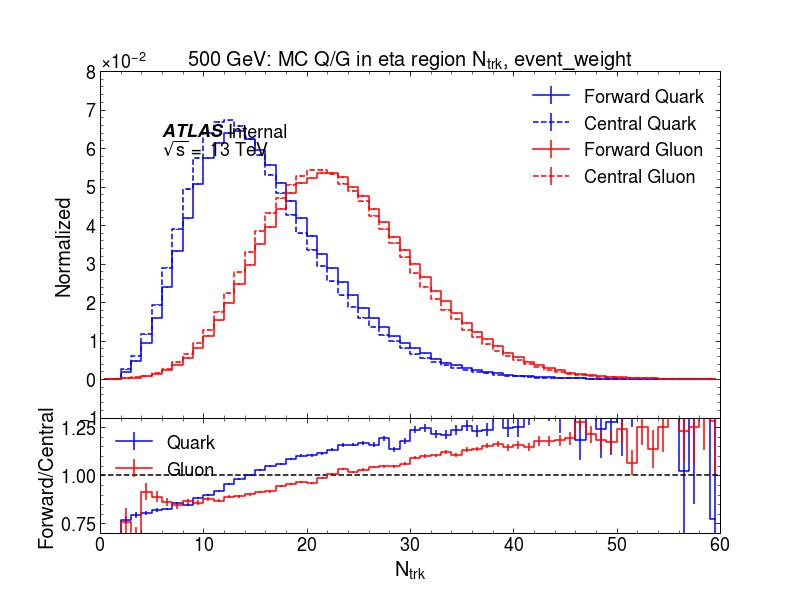 ×10⁻²
500 GeV: MC Q/G in eta region N_trk, event_weight
8
7
6
5
4
3
2
1
0
1
Normalized
ATLAS Internal
√s = 13 TeV
Forward Quark
Central Quark
Forward Gluon
Central Gluon
Forward/Central
1.25
1.00
0.75
Quark
Gluon
0 10 20 30 40 50 60
N_trk